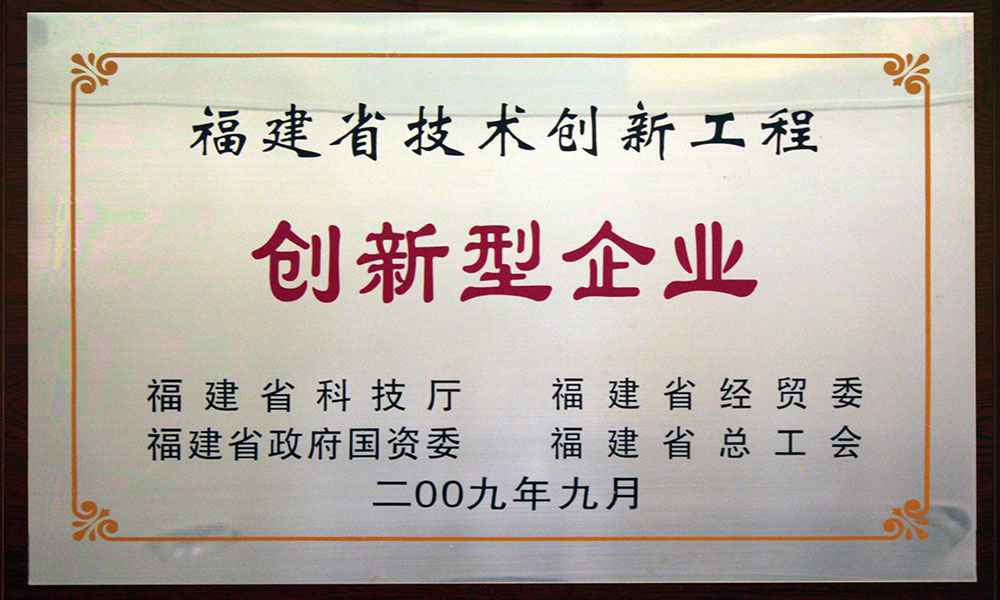 福建省技术创新工程
创新型企业
福建省科技厅 福建省经贸委
福建省政府国资委 福建省总工会
二00九年九月